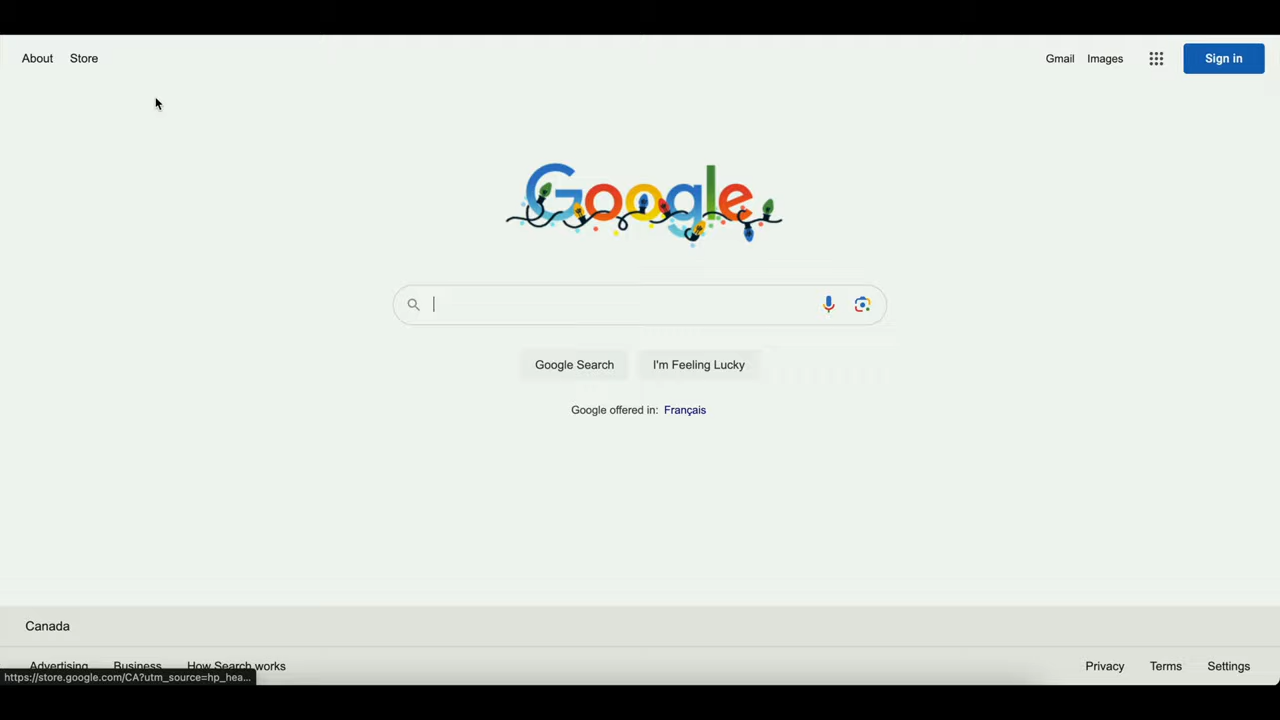 About Store Gmail Images Sign in
Google
Google Search I'm Feeling Lucky
Google offered in: Français
Canada
Advertising Business How Search works Privacy Terms Settings
https://store.google.com/CA?utm_source=hp_hea...